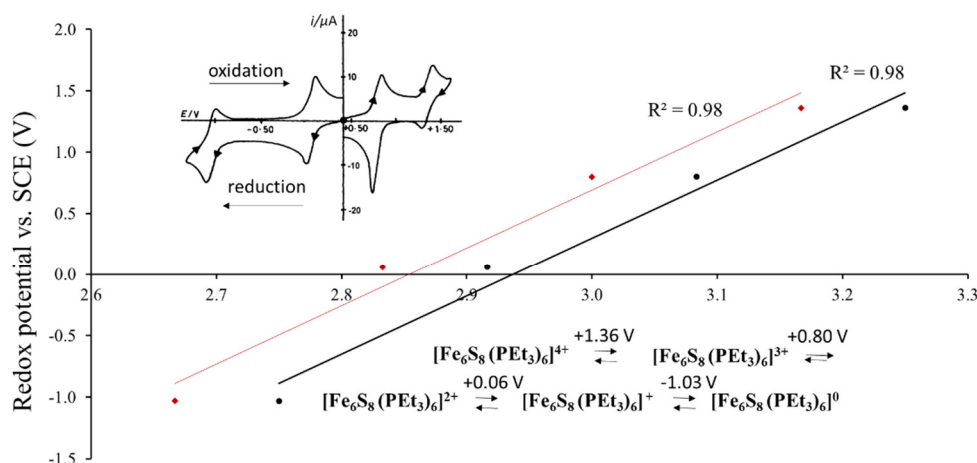 Redox potential vs. SCE (V)
2.0
1.5
1.0
0.5
0.0
-0.5
-1.0
-1.5
2.6
2.7
2.8
2.9
3.0
3.1
3.2
3.3
i/μA
20
10
-10
-20
E/V
-0·50
+0·50
+1·50
oxidation
reduction
R² = 0.98
R² = 0.98
+1.36 V
+0.80 V
[Fe₆S₈(PEt₃)₆]⁴⁺ ⇌ [Fe₆S₈(PEt₃)₆]³⁺ ⇌
+0.06 V
-1.03 V
[Fe₆S₈(PEt₃)₆]²⁺ ⇌ [Fe₆S₈(PEt₃)₆]⁺ ⇌ [Fe₆S₈(PEt₃)₆]⁰